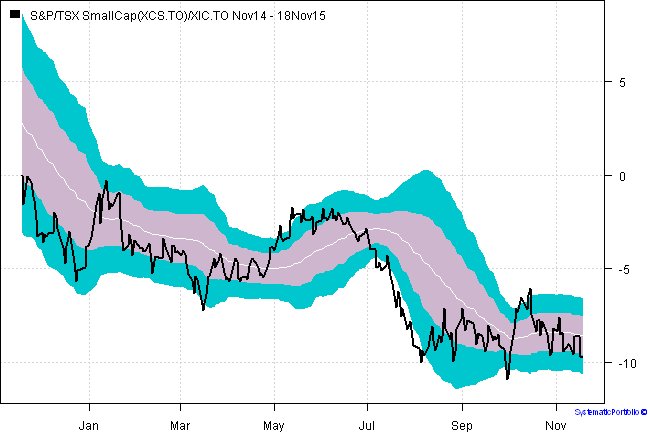 S&P/TSX SmallCap(XCS.TO)/XIC.TO Nov14 - 18Nov15
5
0
-5
-10
SystematicPortfolio ©
Jan Mar May Jul Sep Nov